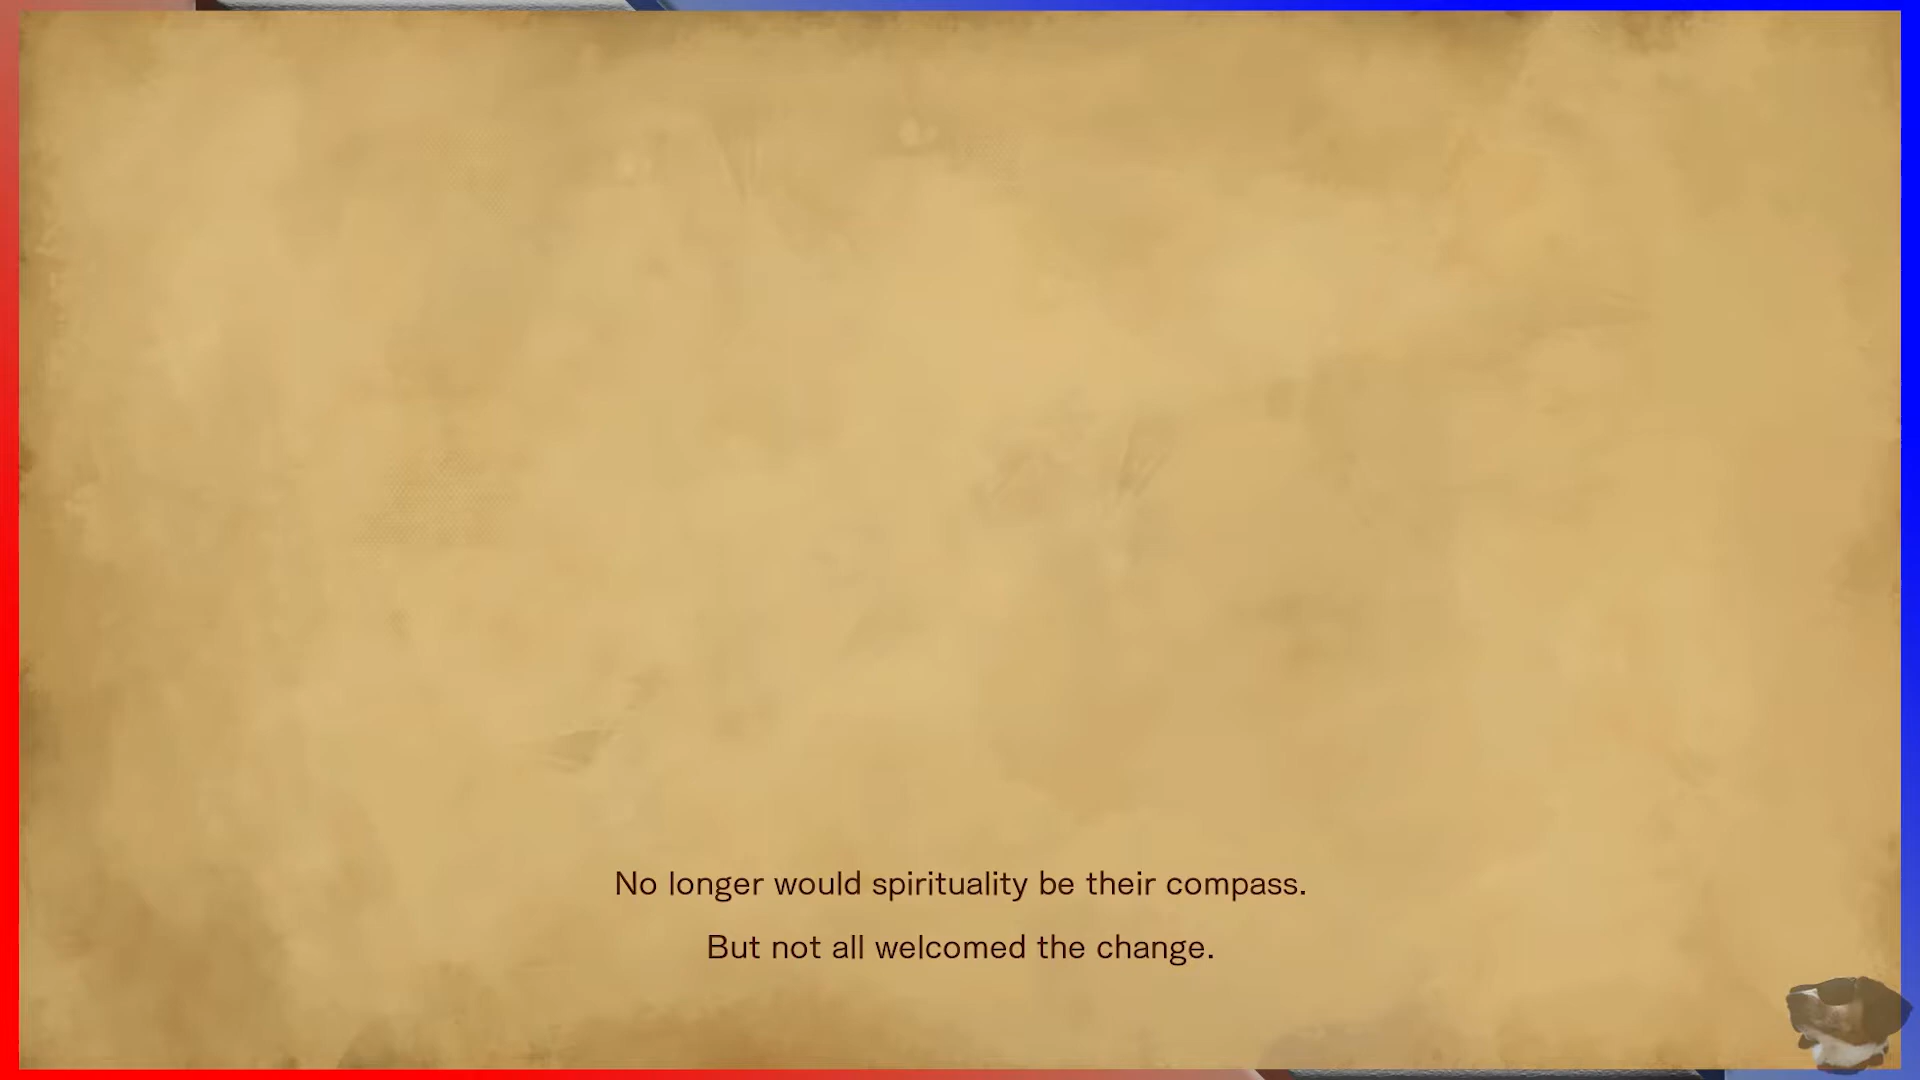 No longer would spirituality be their compass.
But not all welcomed the change.